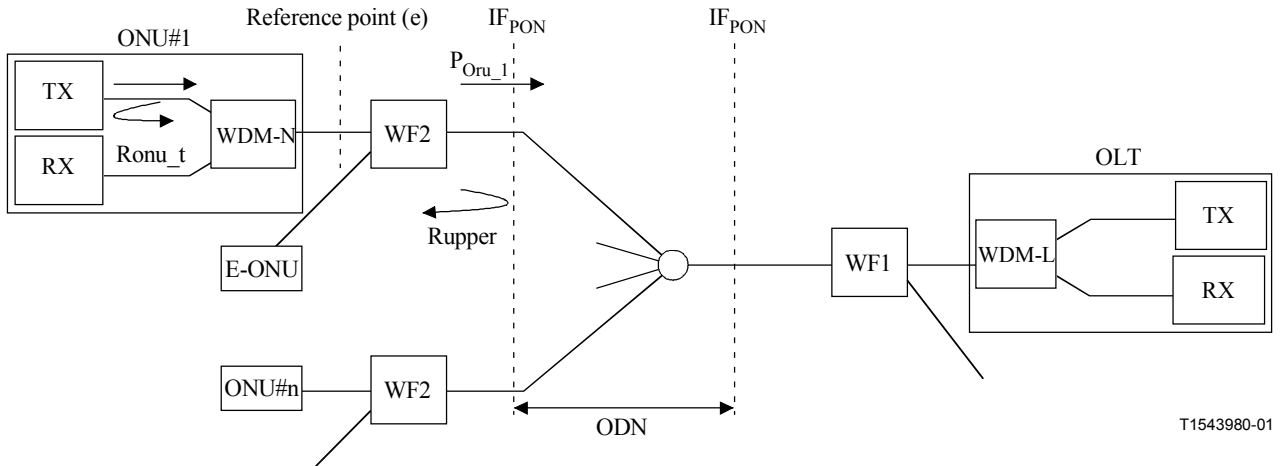 Reference point (e)
IF_PON
IF_PON
ONU#1
P_Oru_1
TX
WDM-N
WF2
RX
Ronu_t
OLT
TX
Rupper
WDM-L
E-ONU
WF1
RX
ONU#n
WF2
ODN
T1543980-01